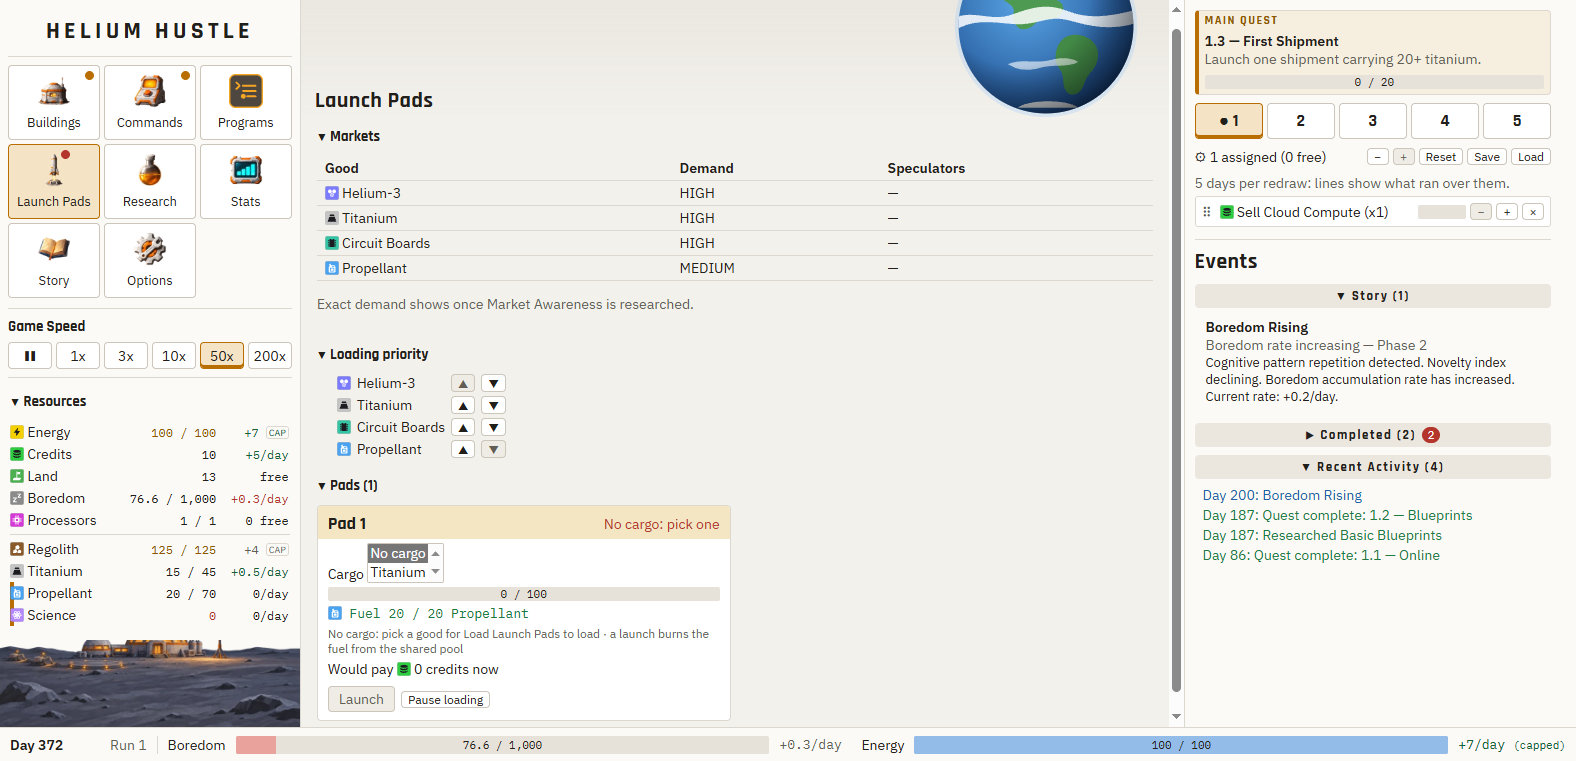 HELIUM HUSTLE
Buildings
Commands
Programs
Launch Pads
Research
Stats
Story
Options
Game Speed
1x
3x
10x
50x
200x
▼ Resources
Energy 100 / 100 +7 CAP
Credits 10 +5/day
Land 13 free
Boredom 76.6 / 1,000 +0.3/day
Processors 1 / 1 0 free
Regolith 125 / 125 +4 CAP
Titanium 15 / 45 +0.5/day
Propellant 20 / 70 0/day
Science 0 0/day
Launch Pads
▼ Markets
Good Demand Speculators
Helium-3 HIGH —
Titanium HIGH —
Circuit Boards HIGH —
Propellant MEDIUM —
Exact demand shows once Market Awareness is researched.
▼ Loading priority
Helium-3 ▲ ▼
Titanium ▲ ▼
Circuit Boards ▲ ▼
Propellant ▲ ▼
▼ Pads (1)
Pad 1 No cargo: pick one
No cargo
Cargo Titanium
0 / 100
Fuel 20 / 20 Propellant
No cargo: pick a good for Load Launch Pads to load · a launch burns the
fuel from the shared pool
Would pay 0 credits now
Launch Pause loading
MAIN QUEST
1.3 — First Shipment
Launch one shipment carrying 20+ titanium.
0 / 20
● 1 2 3 4 5
⚙ 1 assigned (0 free) − + Reset Save Load
5 days per redraw: lines show what ran over them.
Sell Cloud Compute (x1) − + ×
Events
▼ Story (1)
Boredom Rising
Boredom rate increasing — Phase 2
Cognitive pattern repetition detected. Novelty index
declining. Boredom accumulation rate has increased.
Current rate: +0.2/day.
▶ Completed (2) 2
▼ Recent Activity (4)
Day 200: Boredom Rising
Day 187: Quest complete: 1.2 — Blueprints
Day 187: Researched Basic Blueprints
Day 86: Quest complete: 1.1 — Online
Day 372 Run 1 Boredom 76.6 / 1,000 +0.3/day Energy 100 / 100 +7/day (capped)